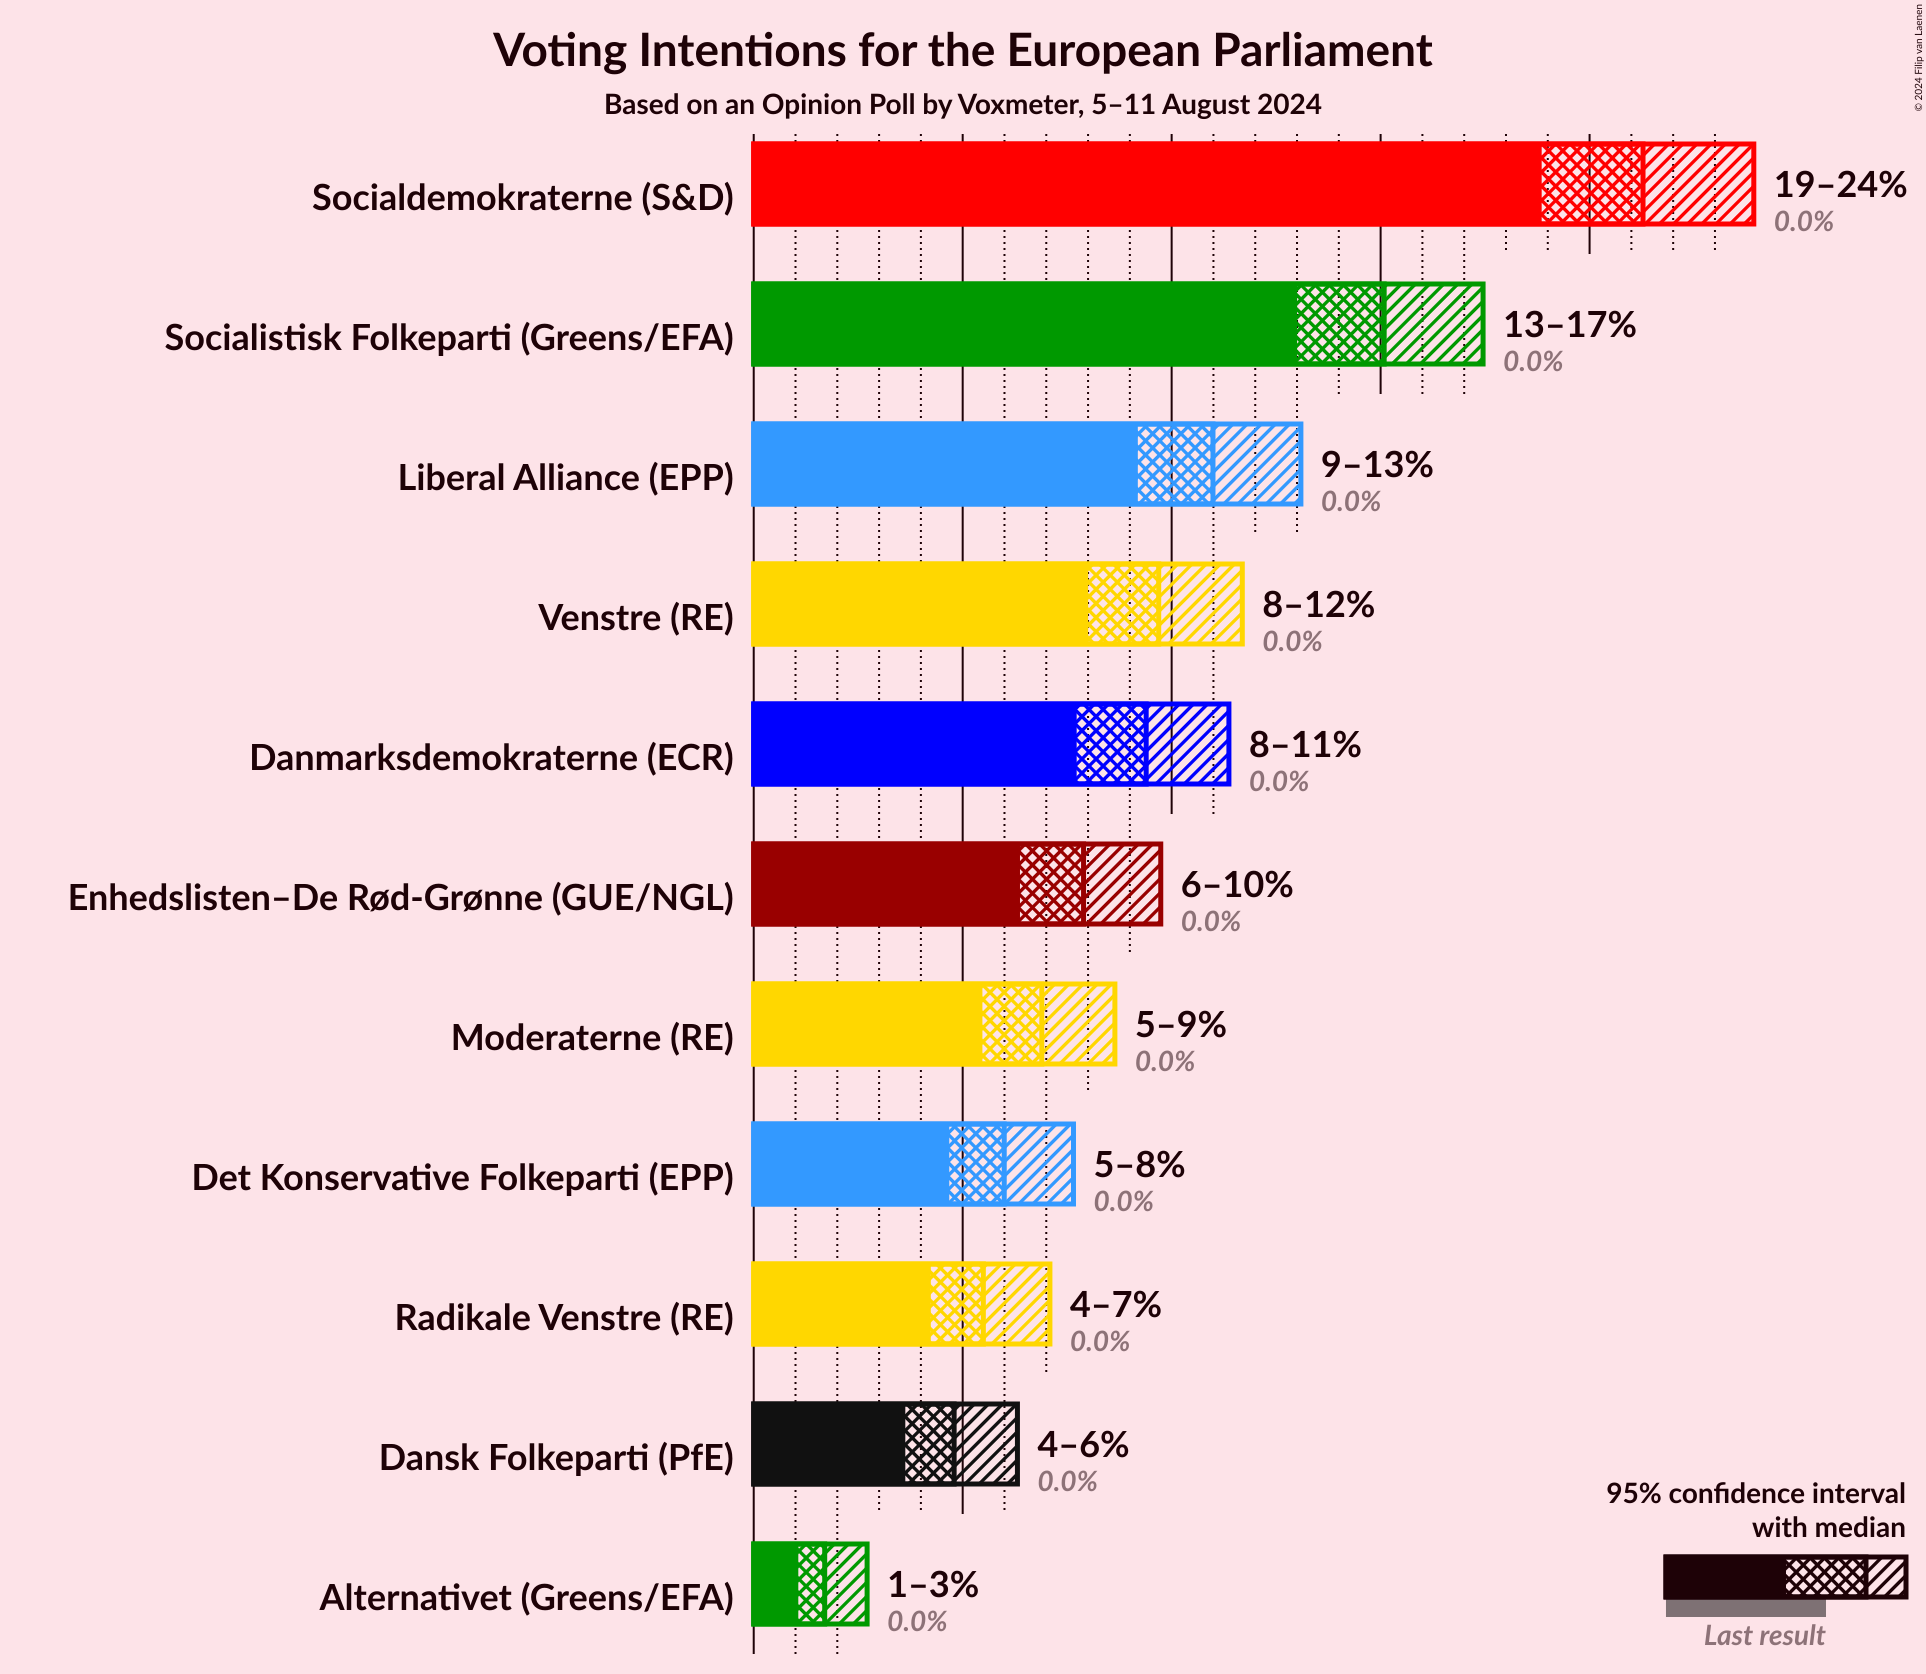 Voting Intentions for the European Parliament
Based on an Opinion Poll by Voxmeter, 5–11 August 2024
© 2024 Filip van Laenen
Socialdemokraterne (S&D)
19–24%
0.0%
Socialistisk Folkeparti (Greens/EFA)
13–17%
0.0%
Liberal Alliance (EPP)
9–13%
0.0%
Venstre (RE)
8–12%
0.0%
Danmarksdemokraterne (ECR)
8–11%
0.0%
Enhedslisten–De Rød-Grønne (GUE/NGL)
6–10%
0.0%
Moderaterne (RE)
5–9%
0.0%
Det Konservative Folkeparti (EPP)
5–8%
0.0%
Radikale Venstre (RE)
4–7%
0.0%
Dansk Folkeparti (PfE)
4–6%
0.0%
Alternativet (Greens/EFA)
1–3%
0.0%
95% confidence interval
with median
Last result